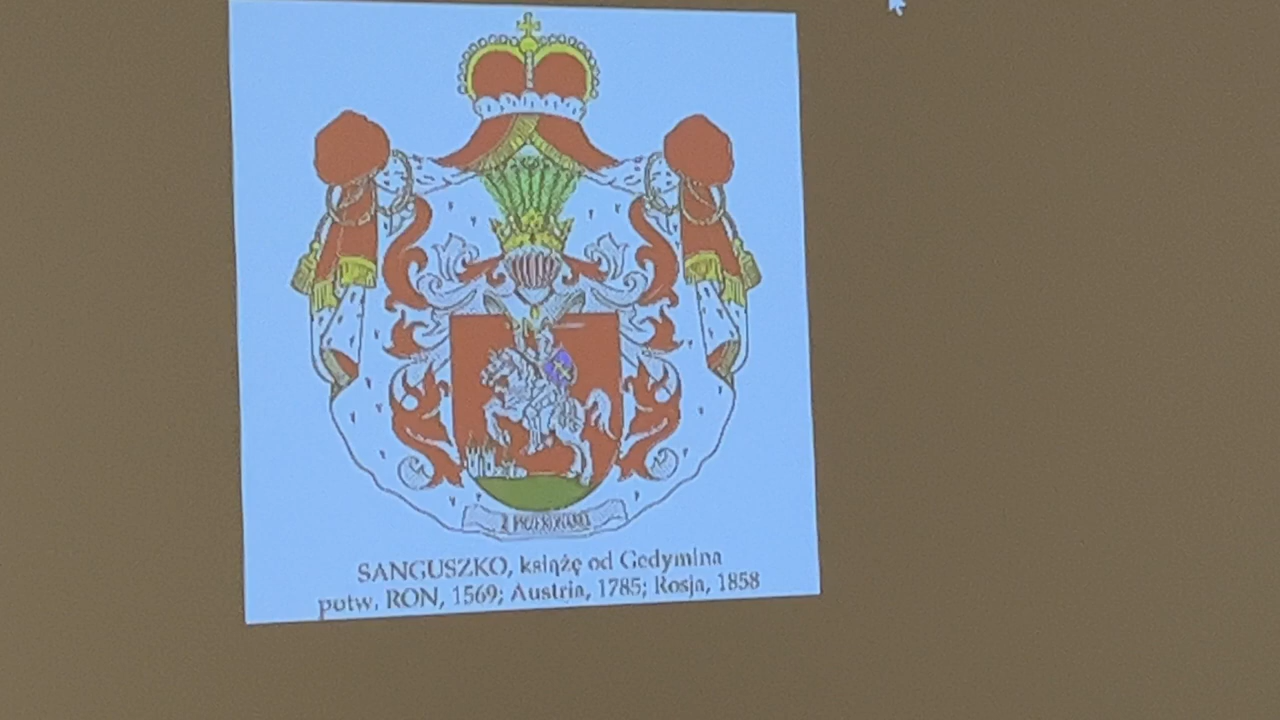 SANGUSZKO, książę od Gedymina
potw. RON, 1569; Austria, 1785; Rosja, 1858